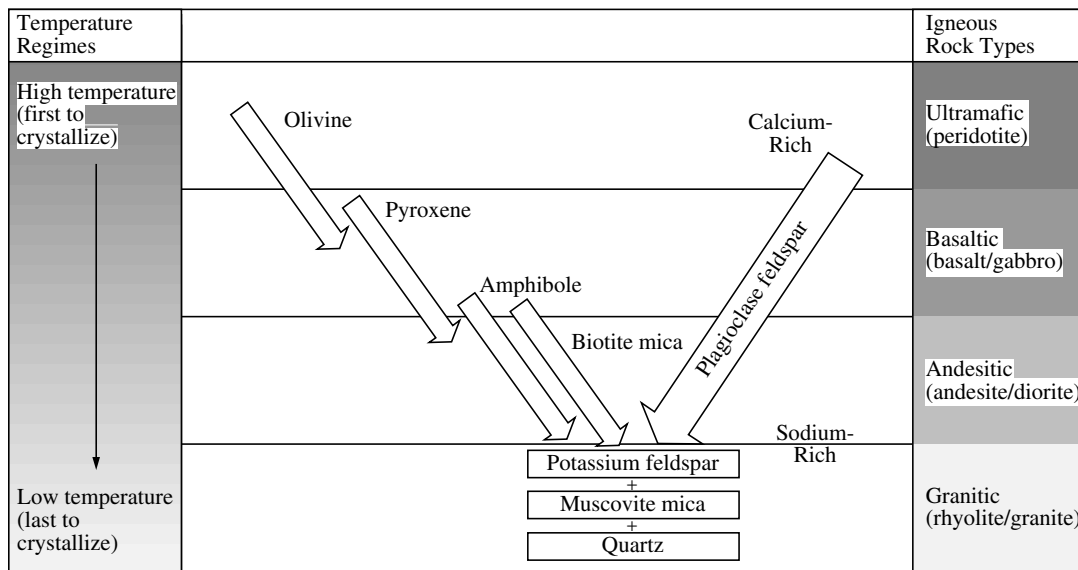 Temperature
Regimes
Igneous
Rock Types
High temperature
(first to
crystallize)
Olivine
Calcium-
Rich
Ultramafic
(peridotite)
Pyroxene
Plagioclase feldspar
Basaltic
(basalt/gabbro)
Amphibole
Biotite mica
Andesitic
(andesite/diorite)
Sodium-
Rich
Potassium feldspar
+
Muscovite mica
+
Quartz
Low temperature
(last to
crystallize)
Granitic
(rhyolite/granite)